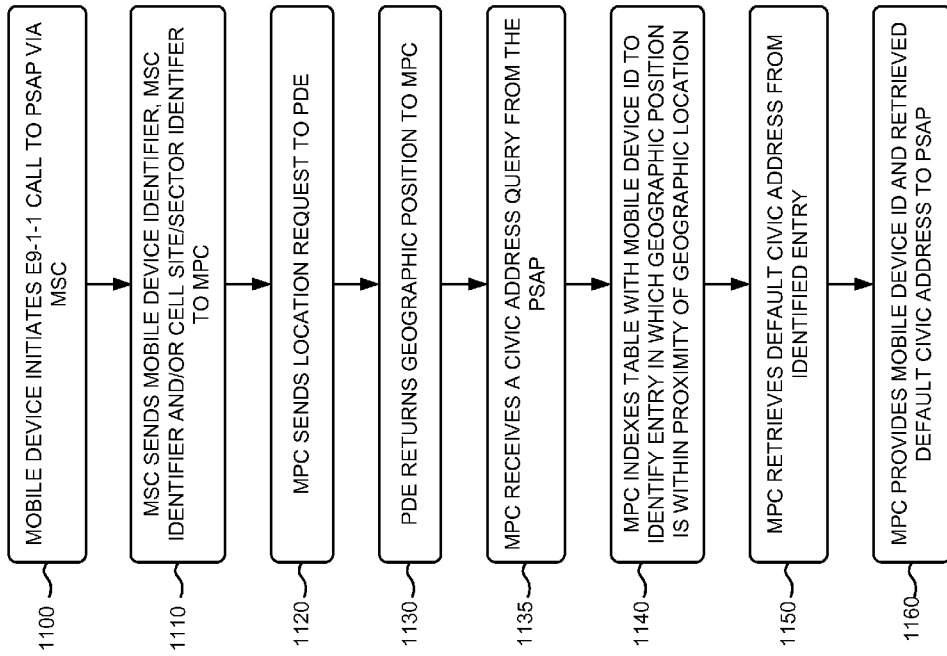 1100
MOBILE DEVICE INITIATES E9-1-1 CALL TO PSAP VIA
MSC
1110
MSC SENDS MOBILE DEVICE IDENTIFIER, MSC
IDENTIFIER AND/OR CELL SITE/SECTOR IDENTIFER
TO MPC
1120
MPC SENDS LOCATION REQUEST TO PDE
1130
PDE RETURNS GEOGRAPHIC POSITION TO MPC
1135
MPC RECEIVES A CIVIC ADDRESS QUERY FROM THE
PSAP
1140
MPC INDEXES TABLE WITH MOBILE DEVICE ID TO
IDENTIFY ENTRY IN WHICH GEOGRAPHIC POSITION
IS WITHIN PROXIMITY OF GEOGRAPHIC LOCATION
1150
MPC RETRIEVES DEFAULT CIVIC ADDRESS FROM
IDENTIFIED ENTRY
1160
MPC PROVIDES MOBILE DEVICE ID AND RETRIEVED
DEFAULT CIVIC ADDRESS TO PSAP